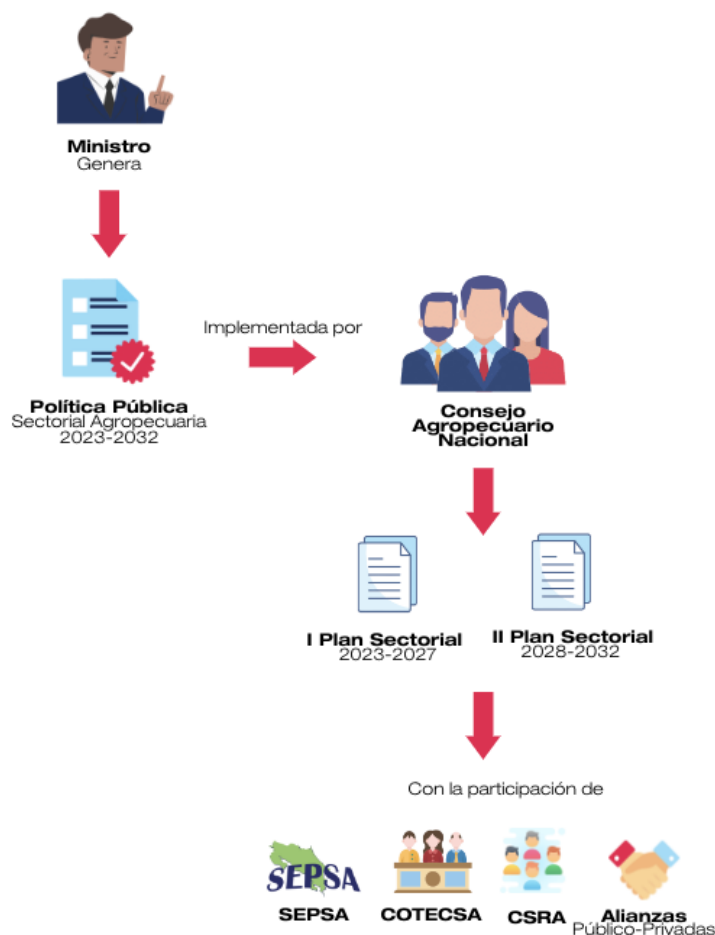 Ministro
Genera
Implementada por
Política Pública
Sectorial Agropecuaria
2023-2032
Consejo
Agropecuario
Nacional
I Plan Sectorial
2023-2027
II Plan Sectorial
2028-2032
Con la participación de
SEPSA
SEPSA
COTECSA
CSRA
Alianzas
Público-Privadas